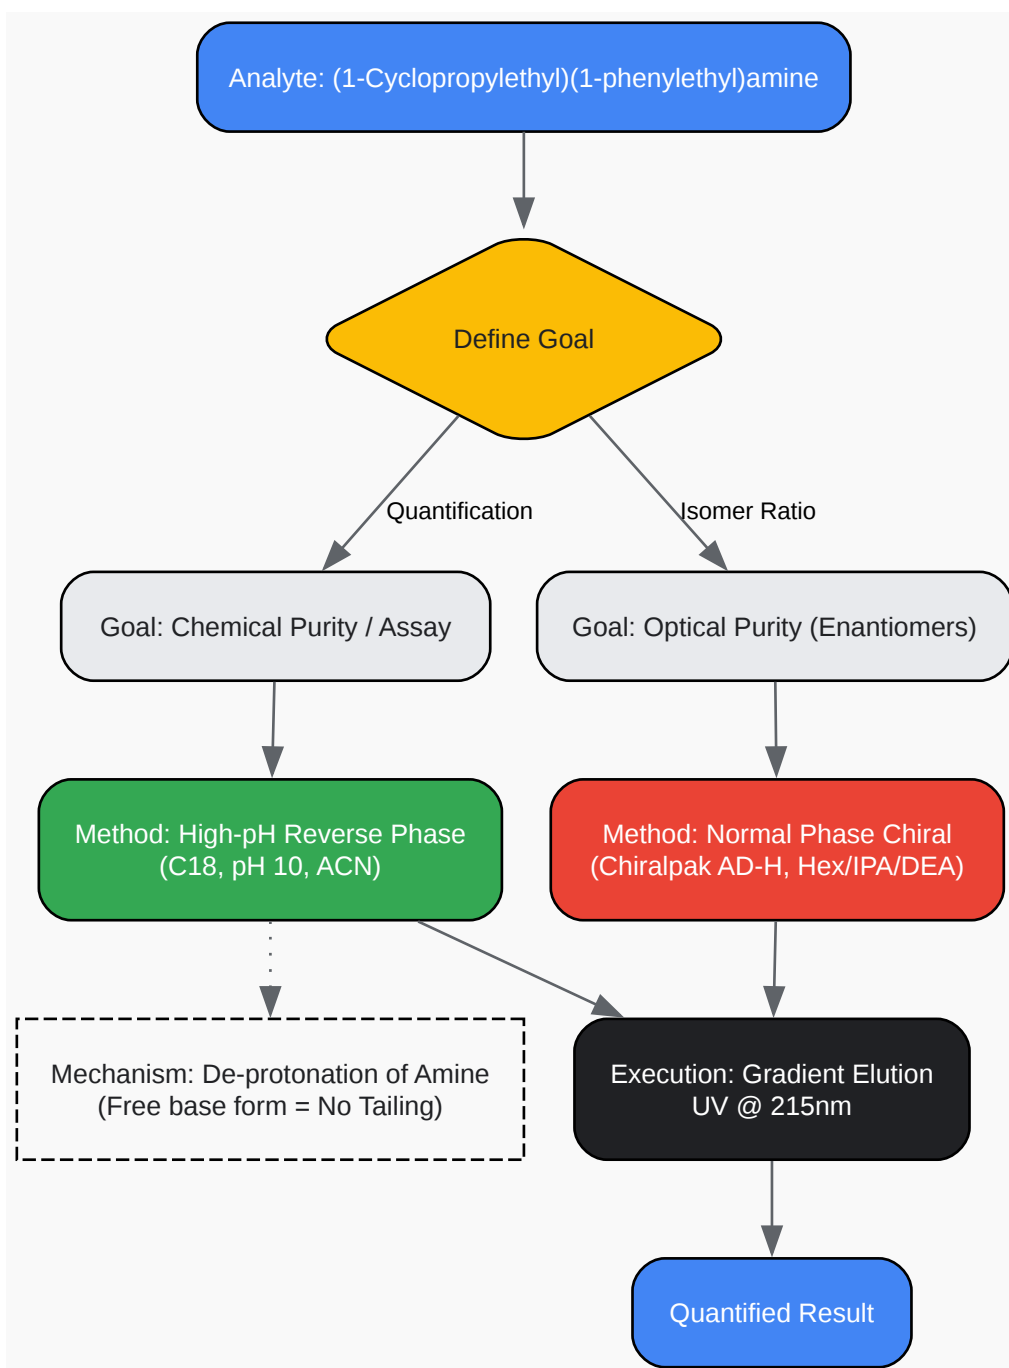 Analyte: (1-Cyclopropylethyl)(1-phenylethyl)amine
Define Goal
Quantification
Isomer Ratio
Goal: Chemical Purity / Assay
Goal: Optical Purity (Enantiomers)
Method: High-pH Reverse Phase
(C18, pH 10, ACN)
Method: Normal Phase Chiral
(Chiralpak AD-H, Hex/IPA/DEA)
Mechanism: De-protonation of Amine
(Free base form = No Tailing)
Execution: Gradient Elution
UV @ 215nm
Quantified Result